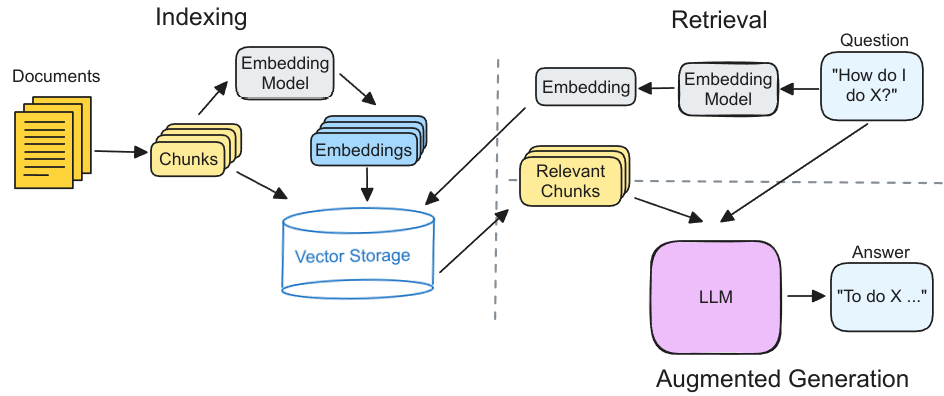 Indexing
Documents
Embedding
Model
Chunks
Embeddings
Vector Storage
Retrieval
Question
"How do I
do X?"
Embedding
Model
Embedding
Relevant
Chunks
LLM
Answer
"To do X ..."
Augmented Generation